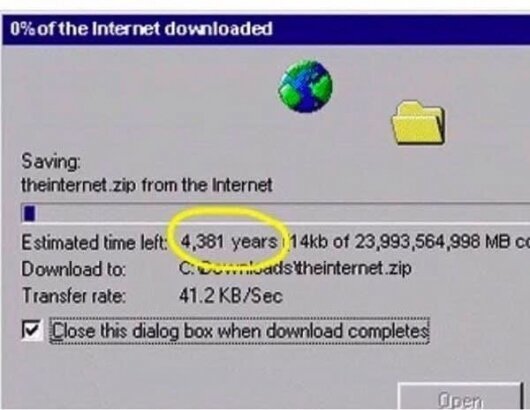 0% of the Internet downloaded
Saving:
theinternet.zip from the Internet
Estimated time left: 4,381 years (14kb of 23,993,564,998 MB co
Download to: C:\Downloads\theinternet.zip
Transfer rate: 41.2 KB/Sec
Close this dialog box when download completes
Open